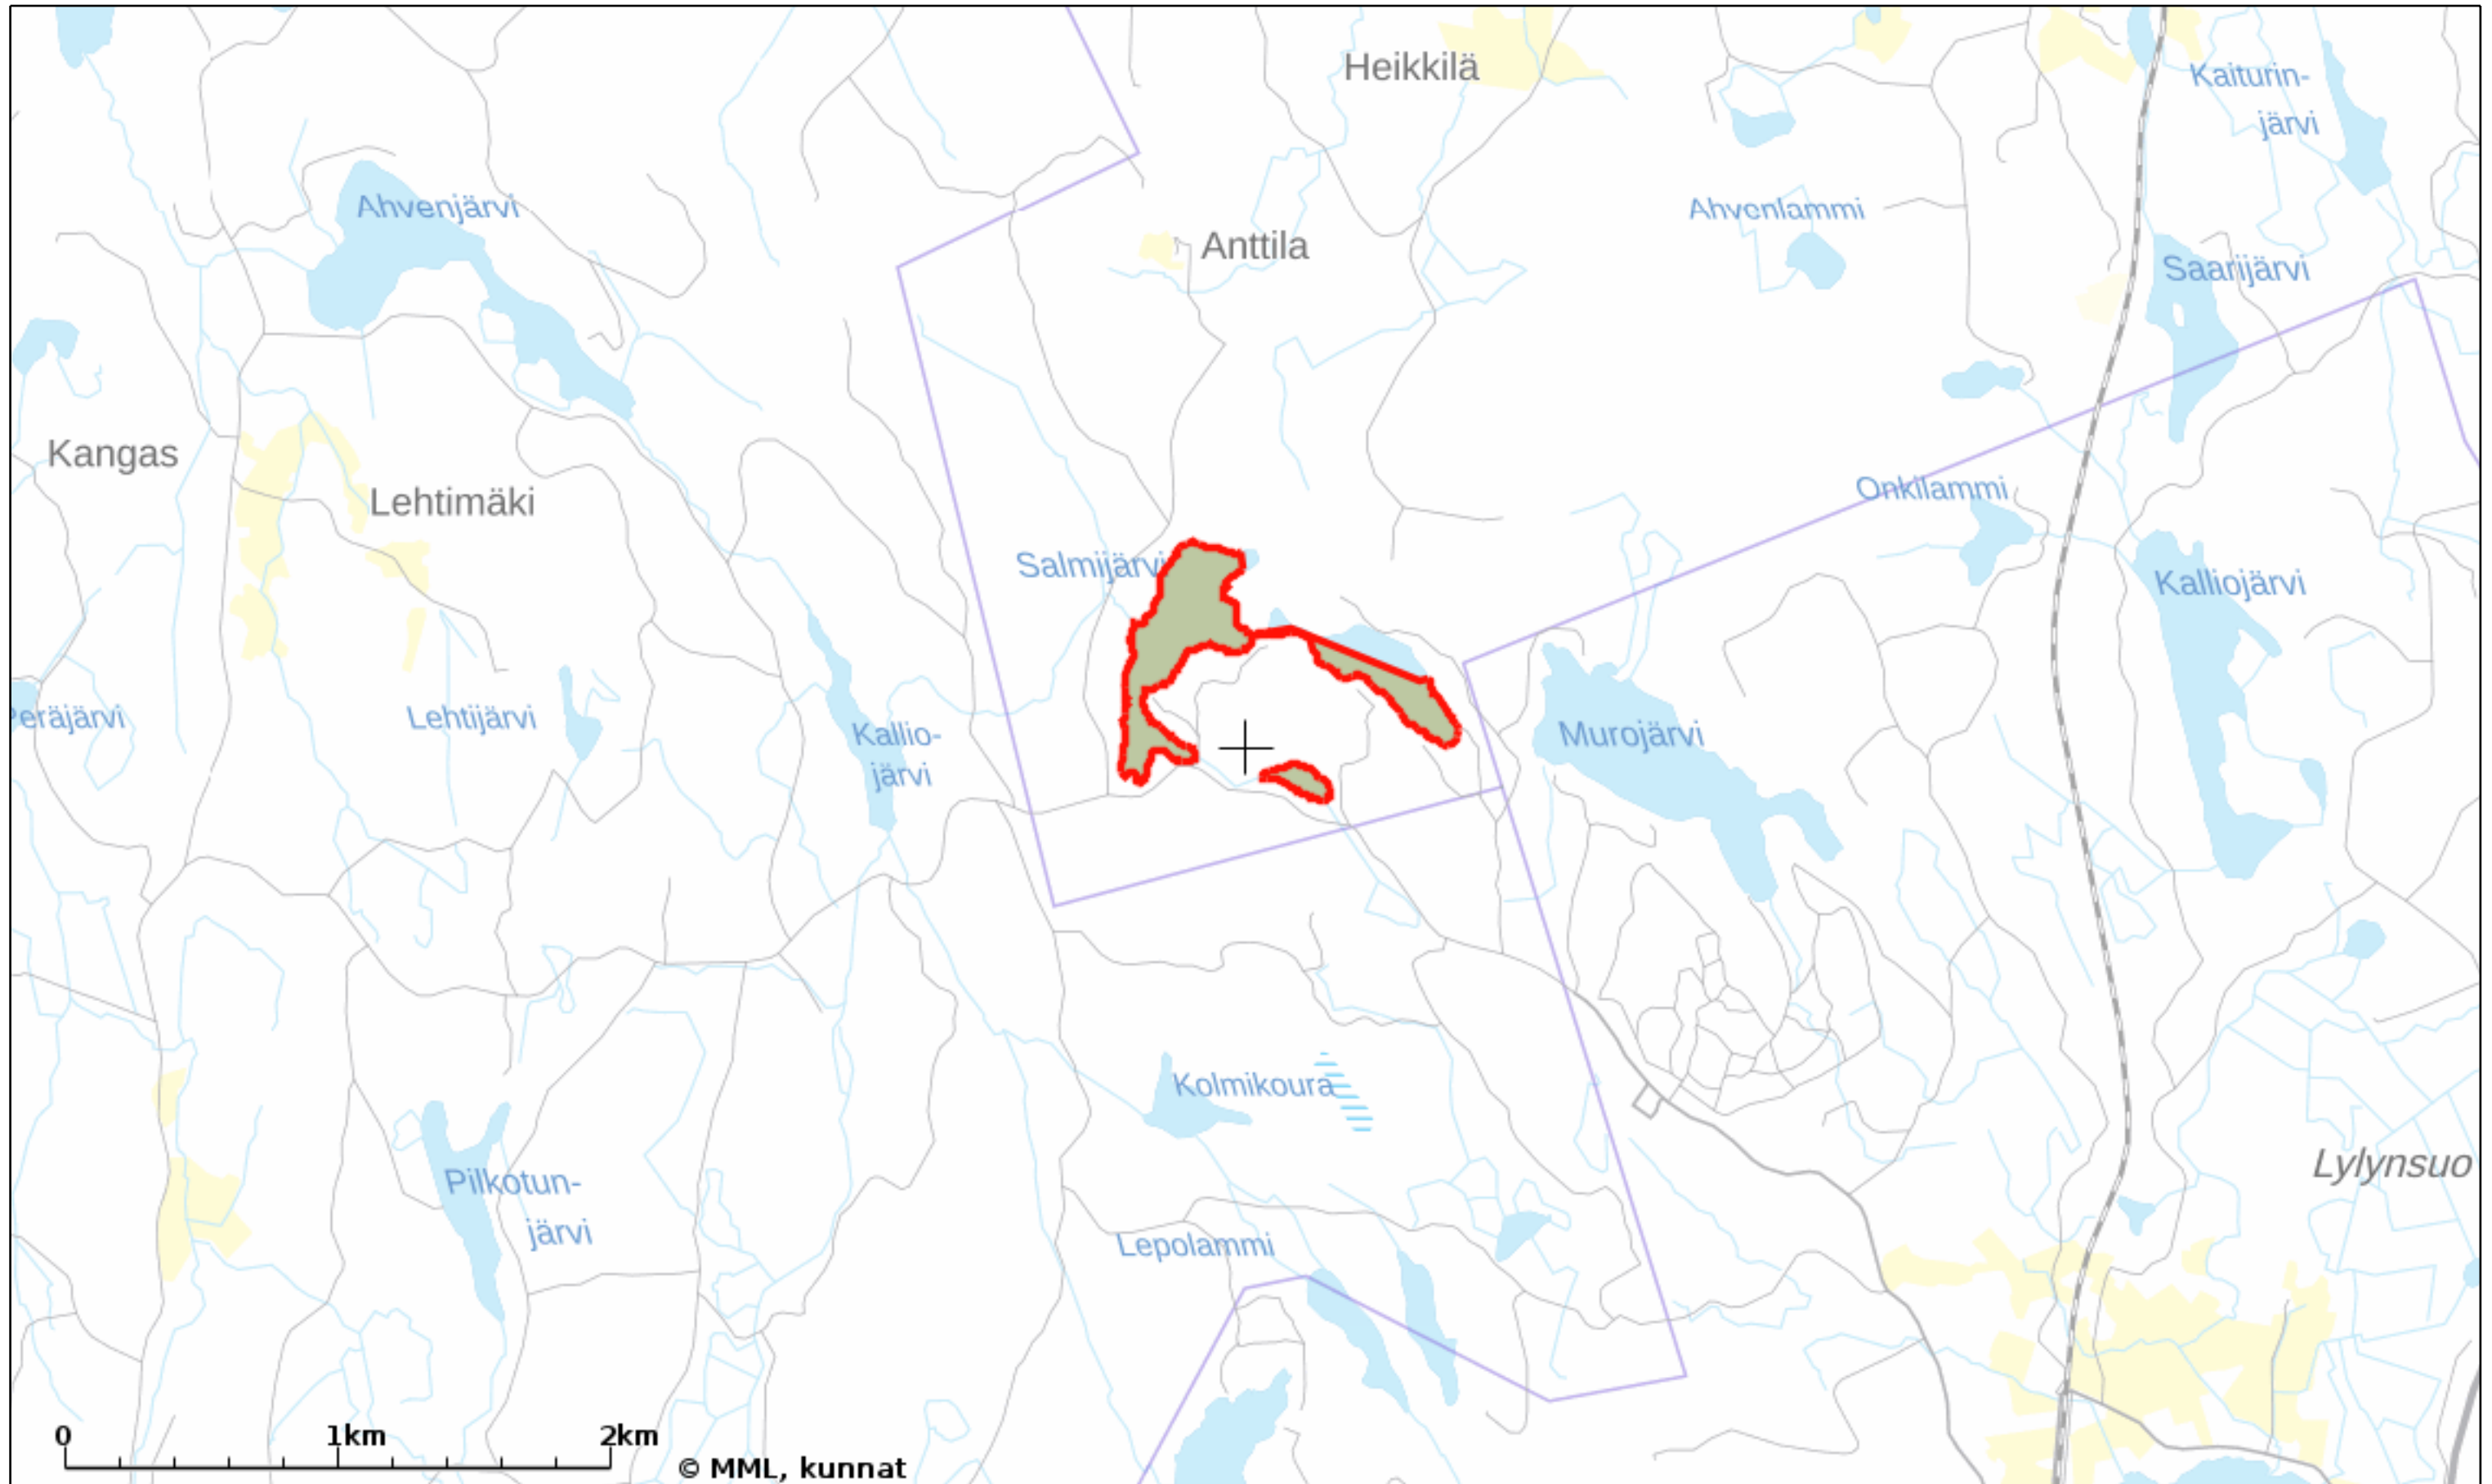 Heikkilä
Kaiturin-
järvi
Ahvenjärvi
Ahvenlammi
Anttila
Saarijärvi
Kangas
Lehtimäki
Onkilammi
Salmijärvi
Kalliojärvi
Peräjärvi
Lehtijärvi
Kallio-
järvi
Murojärvi
Kolmikoura
Lylynsuo
Pilkotun-
järvi
Lepolammi
0 1km 2km
© MML, kunnat